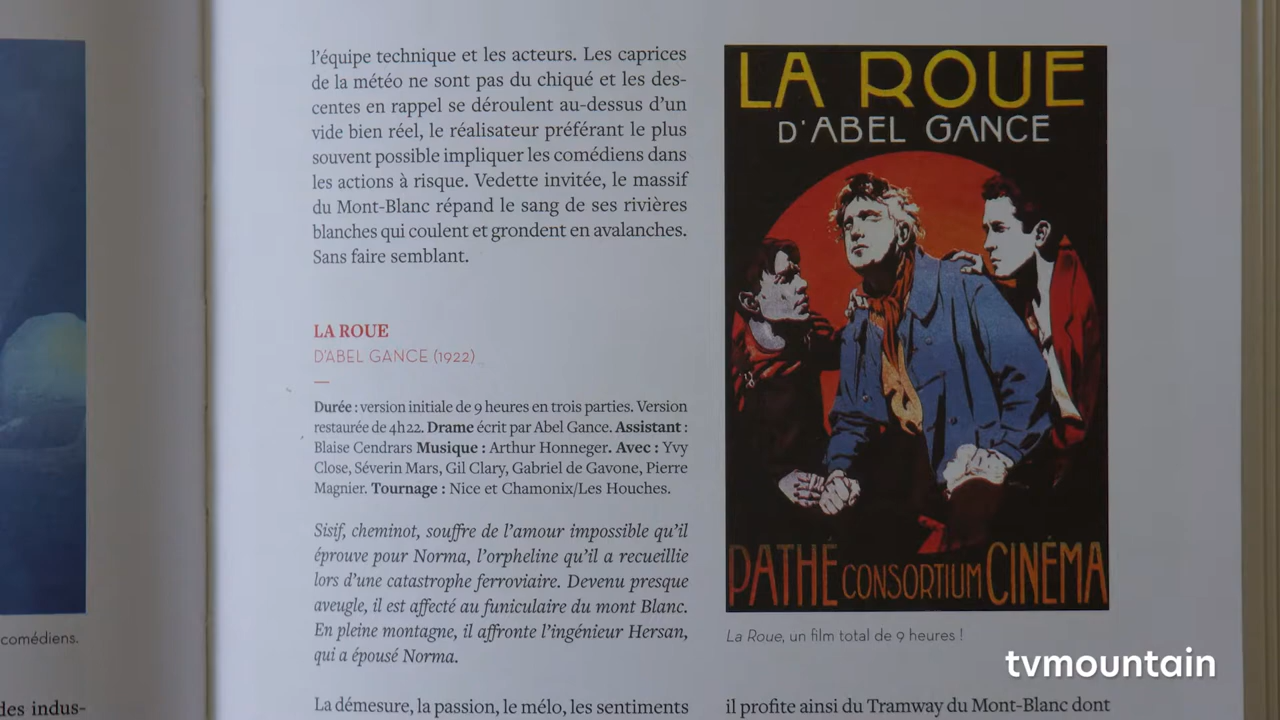 comédiens.
des indus-
l’équipe technique et les acteurs. Les caprices
de la météo ne sont pas du chiqué et les des-
centes en rappel se déroulent au-dessus d’un
vide bien réel, le réalisateur préférant le plus
souvent possible impliquer les comédiens dans
les actions à risque. Vedette invitée, le massif
du Mont-Blanc répand le sang de ses rivières
blanches qui coulent et grondent en avalanches.
Sans faire semblant.
LA ROUE
D’ABEL GANCE (1922)
—
Durée : version initiale de 9 heures en trois parties. Version
restaurée de 4h22. Drame écrit par Abel Gance. Assistant :
Blaise Cendrars Musique : Arthur Honneger. Avec : Yvy
Close, Séverin Mars, Gil Clary, Gabriel de Gavone, Pierre
Magnier. Tournage : Nice et Chamonix/Les Houches.
Sisif, cheminot, souffre de l’amour impossible qu’il
éprouve pour Norma, l’orpheline qu’il a recueillie
lors d’une catastrophe ferroviaire. Devenu presque
aveugle, il est affecté au funiculaire du mont Blanc.
En pleine montagne, il affronte l’ingénieur Hersan,
qui a épousé Norma.
La démesure, la passion, le mélo, les sentiments
LA ROUE
D'ABEL GANCE
PATHÉ CONSORTIUM CINÉMA
La Roue, un film total de 9 heures !
il profite ainsi du Tramway du Mont-Blanc dont
tvmountain